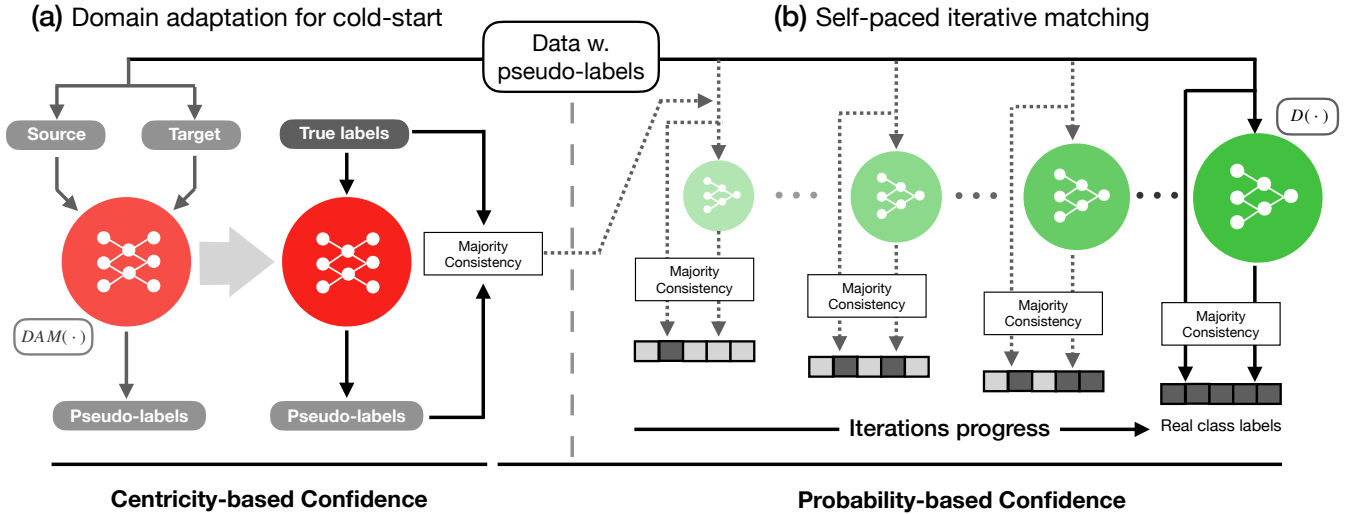 (a) Domain adaptation for cold-start
(b) Self-paced iterative matching
Data w.
pseudo-labels
Source
Target
True labels
D(·)
Majority
Consistency
DAM(·)
Majority
Consistency
Majority
Consistency
Majority
Consistency
Majority
Consistency
Pseudo-labels
Pseudo-labels
Iterations progress
Real class labels
Centricity-based Confidence
Probability-based Confidence